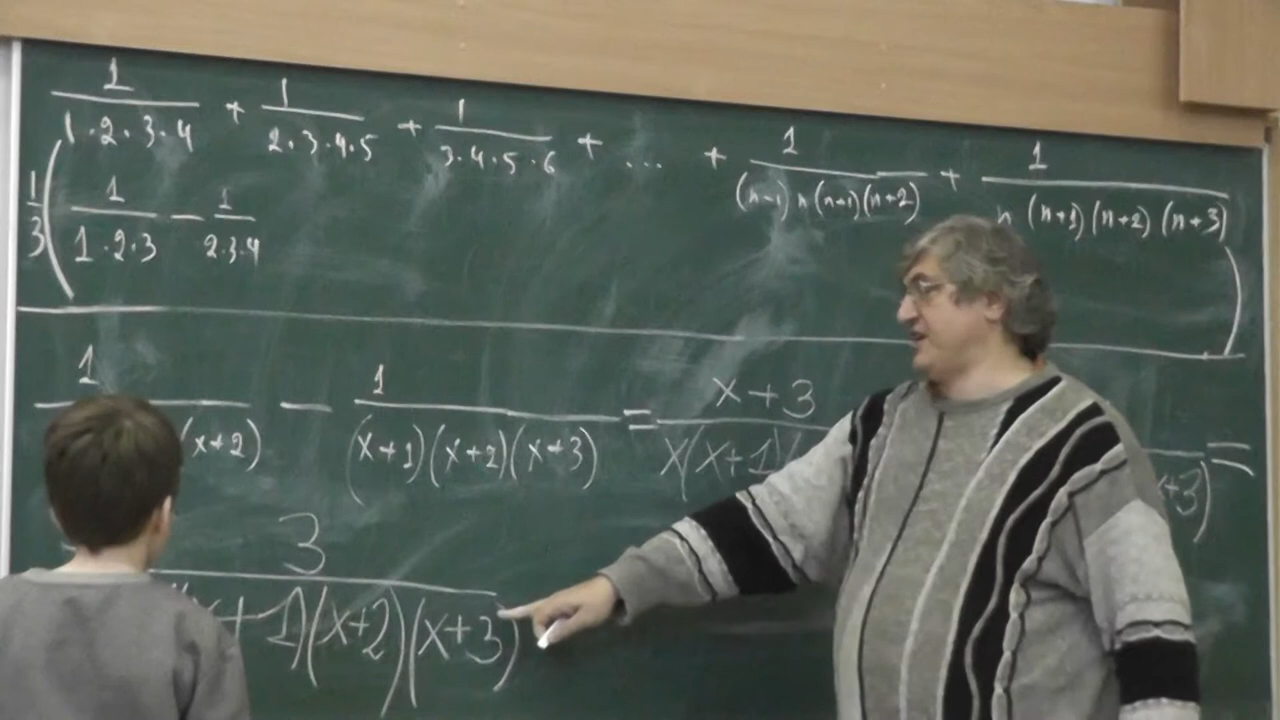 1/(1·2·3·4) + 1/(2·3·4·5) + 1/(3·4·5·6) + ... + 1/((n-1) n (n+1)(n+2)) + 1/(n (n+1)(n+2)(n+3))
1/3 ( 1/(1·2·3) - 1/(2·3·4) )
1/( (x+2)) - 1/((x+1)(x+2)(x+3)) = (x+3)/(x(x+1) +3)) =
3/( +1)(x+2)(x+3)